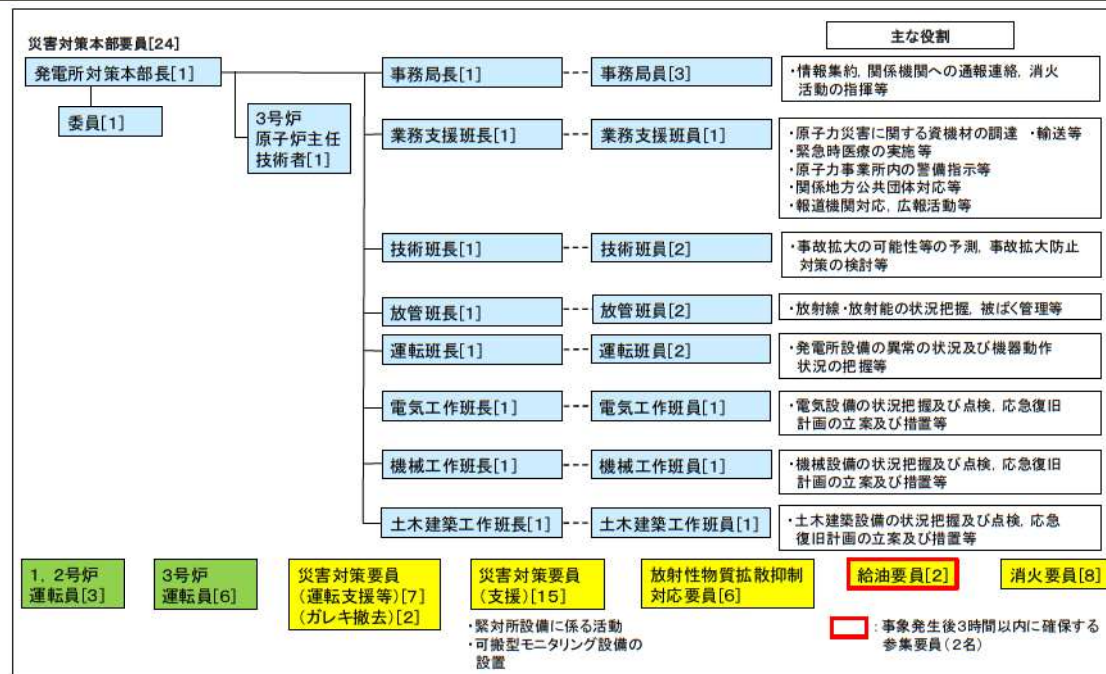 災害対策本部要員[24]
主な役割
発電所対策本部長[1]
委員[1]
3号炉
原子炉主任
技術者[1]
事務局長[1]
事務局員[3]
・情報集約, 関係機関への通報連絡, 消火
活動の指揮等
業務支援班長[1]
業務支援班員[1]
・原子力災害に関する資機材の調達 ・輸送等
・緊急時医療の実施等
・原子力事業所内の警備指示等
・関係地方公共団体対応等
・報道機関対応, 広報活動等
技術班長[1]
技術班員[2]
・事故拡大の可能性等の予測, 事故拡大防止
対策の検討等
放管班長[1]
放管班員[2]
・放射線・放射能の状況把握, 被ばく管理等
運転班長[1]
運転班員[2]
・発電所設備の異常の状況及び機器動作
状況の把握等
電気工作班長[1]
電気工作班員[1]
・電気設備の状況把握及び点検, 応急復旧
計画の立案及び措置等
機械工作班長[1]
機械工作班員[1]
・機械設備の状況把握及び点検, 応急復旧
計画の立案及び措置等
土木建築工作班長[1]
土木建築工作班員[1]
・土木建築設備の状況把握及び点検, 応急
復旧計画の立案及び措置等
1, 2号炉
運転員[3]
3号炉
運転員[6]
災害対策要員
(運転支援等)[7]
(ガレキ撤去)[2]
災害対策要員
(支援)[15]
・緊対所設備に係る活動
・可搬型モニタリング設備の
設置
放射性物質拡散抑制
対応要員[6]
給油要員[2]
消火要員[8]
:事象発生後3時間以内に確保する
参集要員(2名)